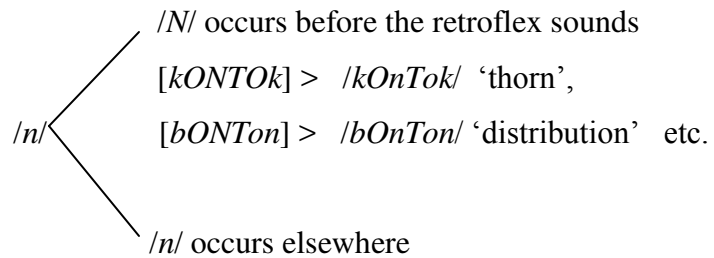 /N/ occurs before the retroflex sounds
[kONTOk] > /kOnTok/ ‘thorn’,
/n/ [bONTon] > /bOnTon/ ‘distribution’ etc.
/n/ occurs elsewhere